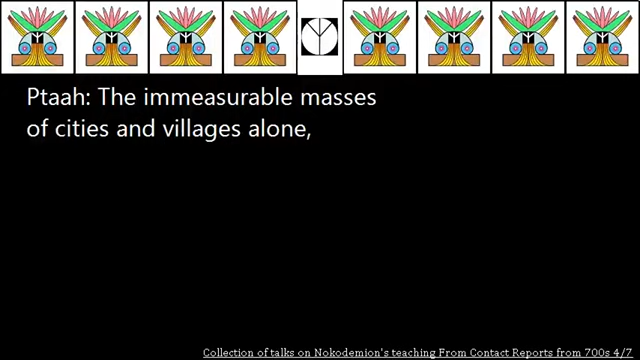 Ptaah: The immeasurable masses
of cities and villages alone,
Collection of talks on Nokodemion's teaching From Contact Reports from 700s 4/7